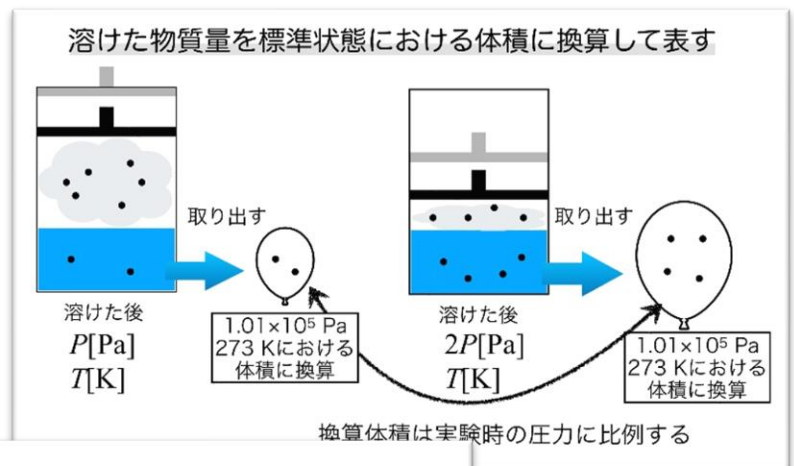 溶けた物質量を標準状態における体積に換算して表す
取り出す
溶けた後
P[Pa]
T[K]
1.01×10⁵ Pa
273 Kにおける
体積に換算
取り出す
溶けた後
2P[Pa]
T[K]
1.01×10⁵ Pa
273 Kにおける
体積に換算
換算体積は実験時の圧力に比例する